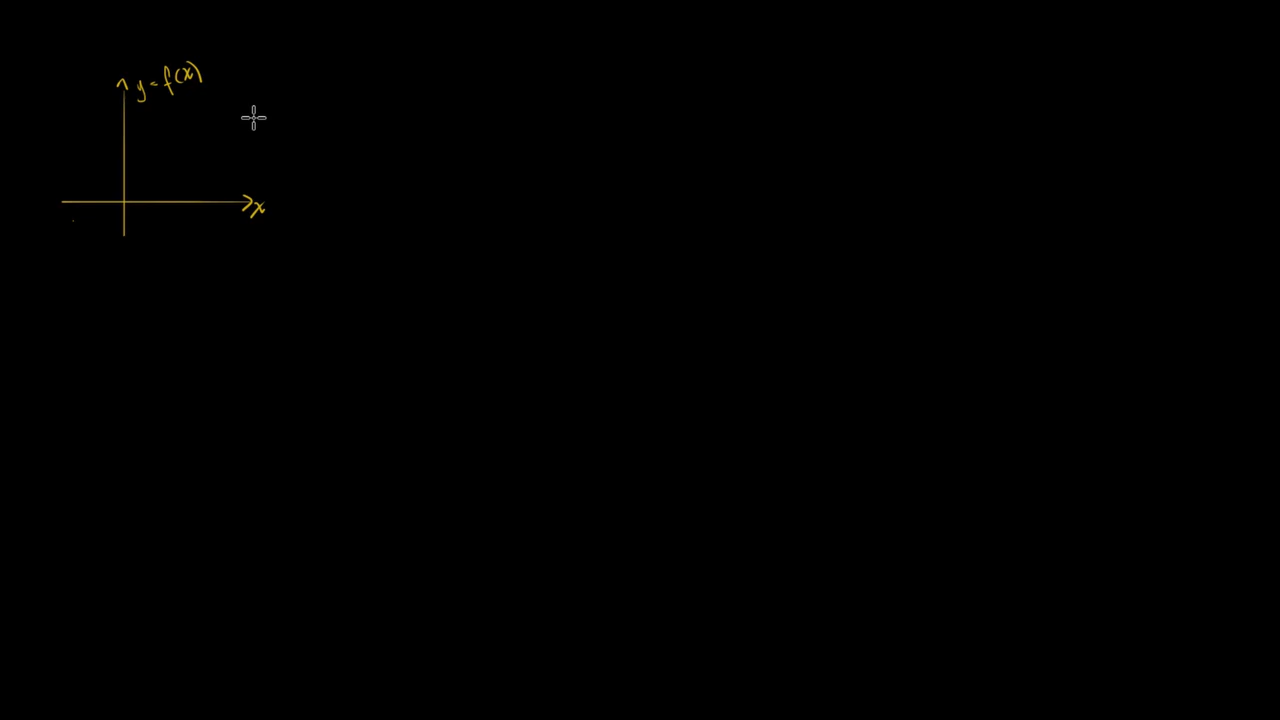 y = f(x)
x